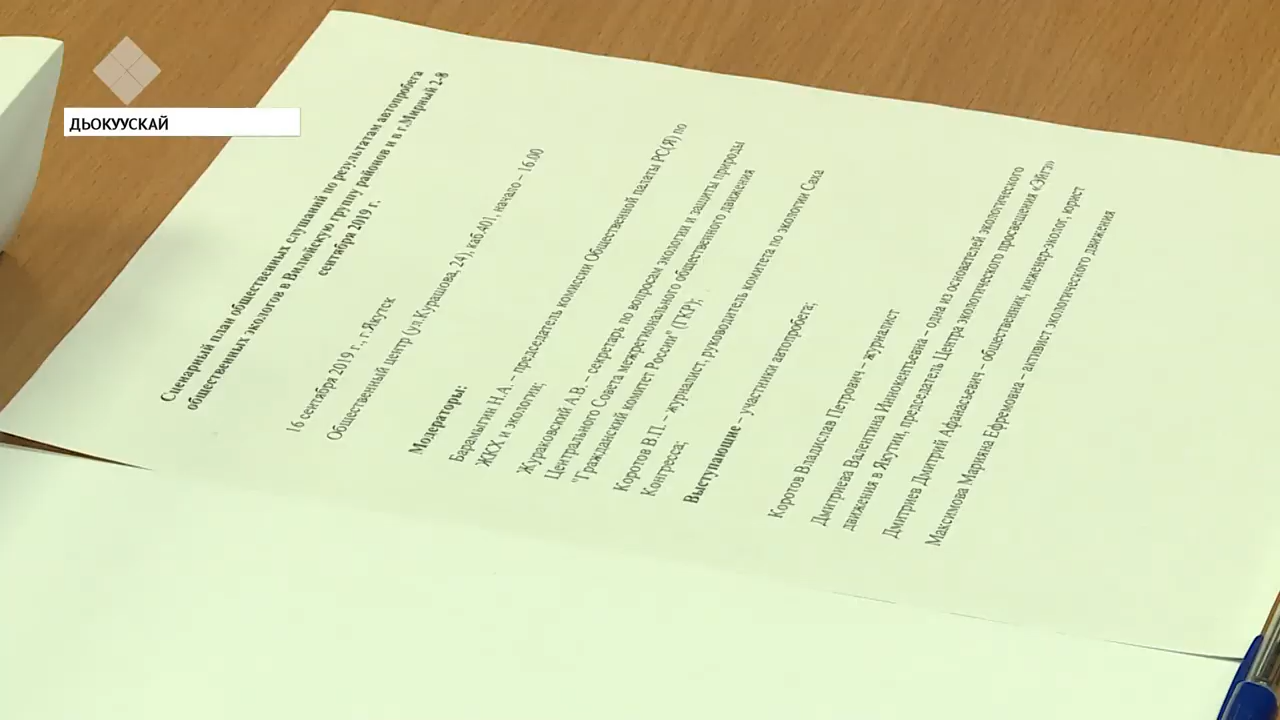 ДЬОКУУСКАЙ
Сценарный план общественных слушаний по результатам автопробега
общественных экологов в Вилюйскую группу районов и в г.Мирный 2-8
сентября 2019 г.
16 сентября 2019 г., г.Якутск
Общественный центр (ул.Курашова, 24), каб.401, начало – 16.00
Модераторы:
Барамыгин Н.А. – председатель комиссии Общественной палаты РС(Я) по
ЖКХ и экологии;
Жураковский А.В. – секретарь по вопросам экологии и защиты природы
Центрального Совета межрегионального общественного движения
"Гражданский комитет России" (ГКР);
Коротов В.П. – журналист, руководитель комитета по экологии Саха
Конгресса;
Выступающие – участники автопробега;
Коротов Владислав Петрович – журналист
Дмитриева Валентина Иннокентьевна – одна из основателей экологического
движения в Якутии, председатель Центра экологического просвещения «Эйгэ»
Дмитриев Дмитрий Афанасьевич – общественник, инженер-эколог, юрист
Максимова Марияна Ефремовна – активист экологического движения